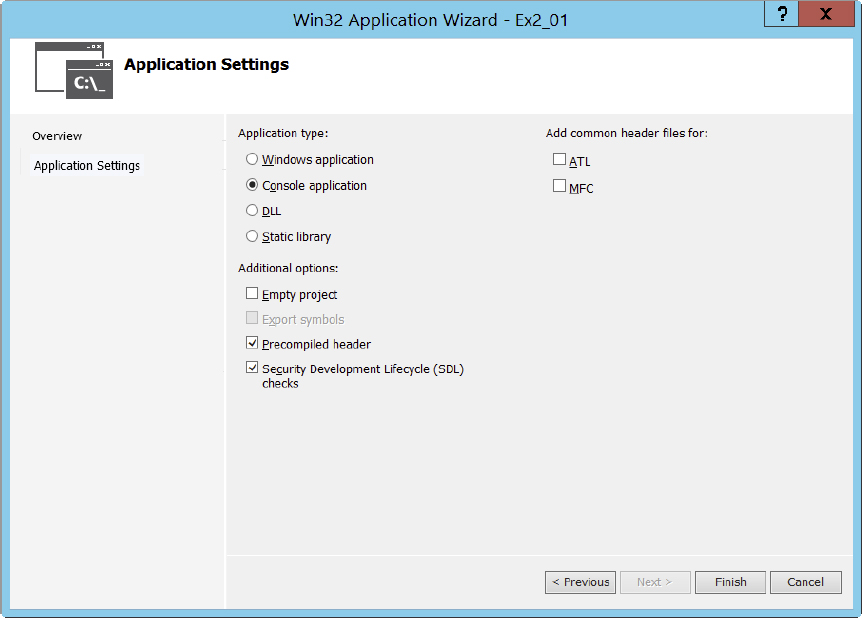 Win32 Application Wizard - Ex2_01
? X
C:\_
Application Settings
Overview
Application Settings
Application type:
Windows application
Console application
DLL
Static library
Additional options:
Empty project
Export symbols
Precompiled header
Security Development Lifecycle (SDL)
checks
Add common header files for:
ATL
MFC
< Previous
Next >
Finish
Cancel